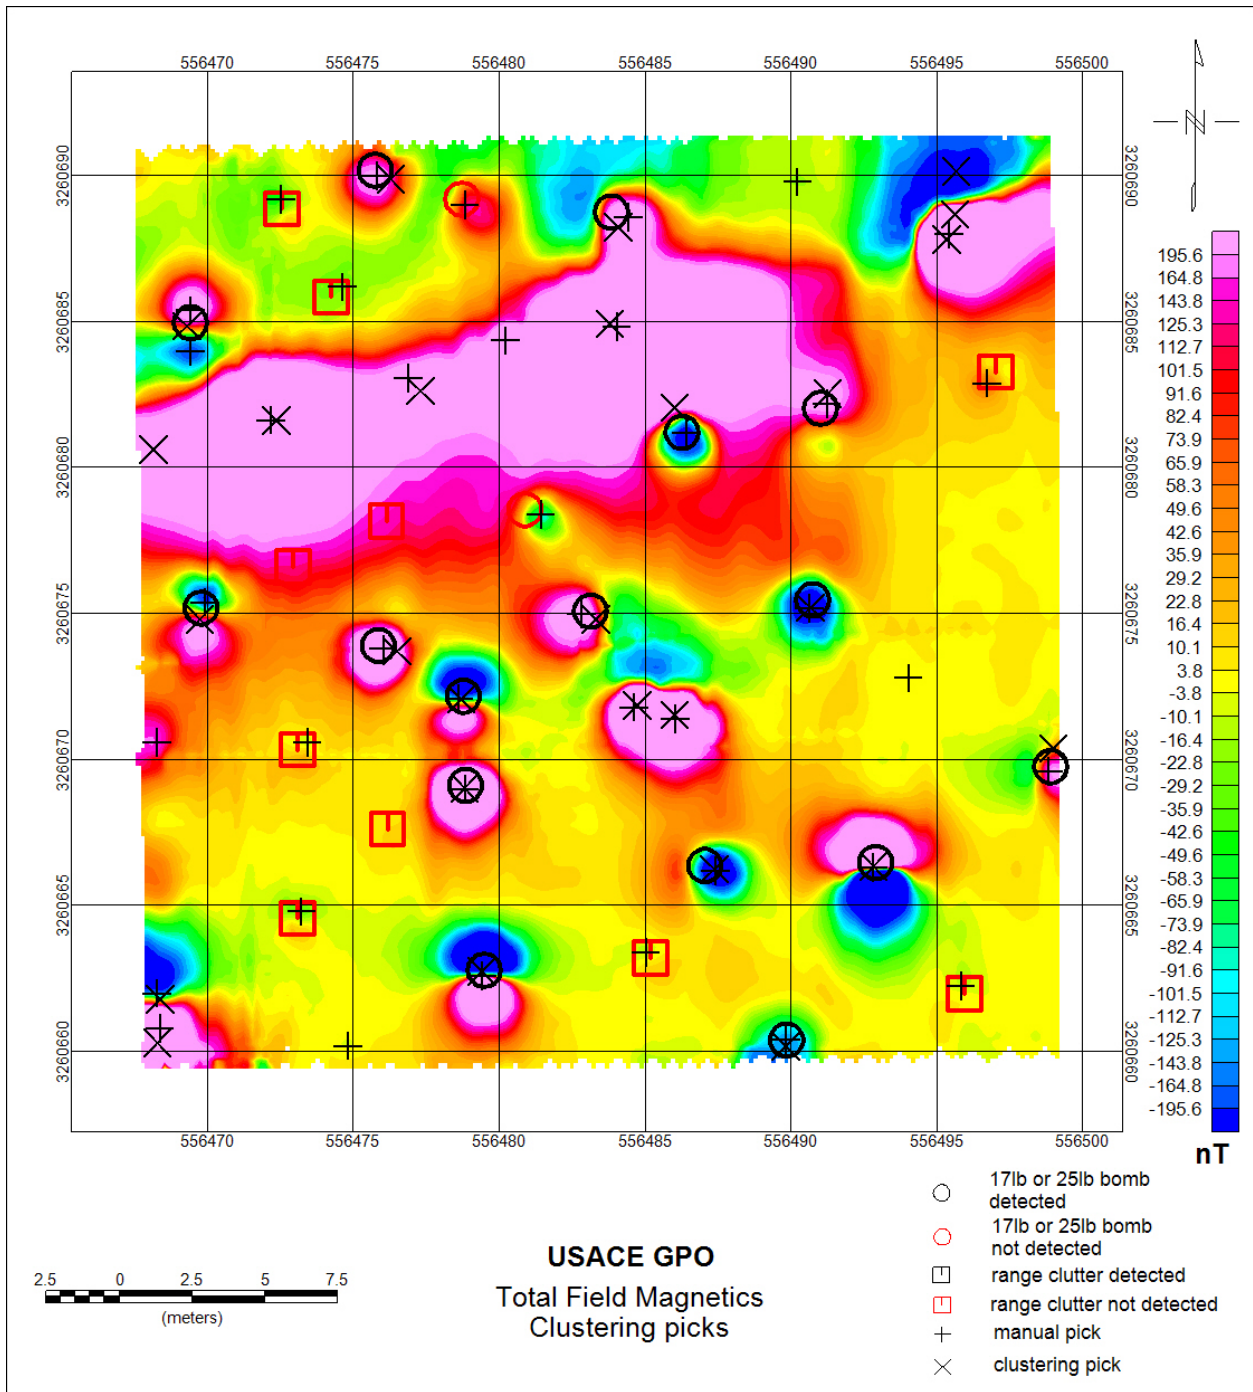 556470 556475 556480 556485 556490 556495 556500
N
3260690 3260690
3260685 3260685
3260680 3260680
3260675 3260675
3260670 3260670
3260665 3260665
3260660 3260660
556470 556475 556480 556485 556490 556495 556500
195.6
164.8
143.8
125.3
112.7
101.5
91.6
82.4
73.9
65.9
58.3
49.6
42.6
35.9
29.2
22.8
16.4
10.1
3.8
-3.8
-10.1
-16.4
-22.8
-29.2
-35.9
-42.6
-49.6
-58.3
-65.9
-73.9
-82.4
-91.6
-101.5
-112.7
-125.3
-143.8
-164.8
-195.6
nT
17lb or 25lb bomb
detected
17lb or 25lb bomb
not detected
range clutter detected
range clutter not detected
manual pick
clustering pick
USACE GPO
Total Field Magnetics
Clustering picks
2.5 0 2.5 5 7.5
(meters)